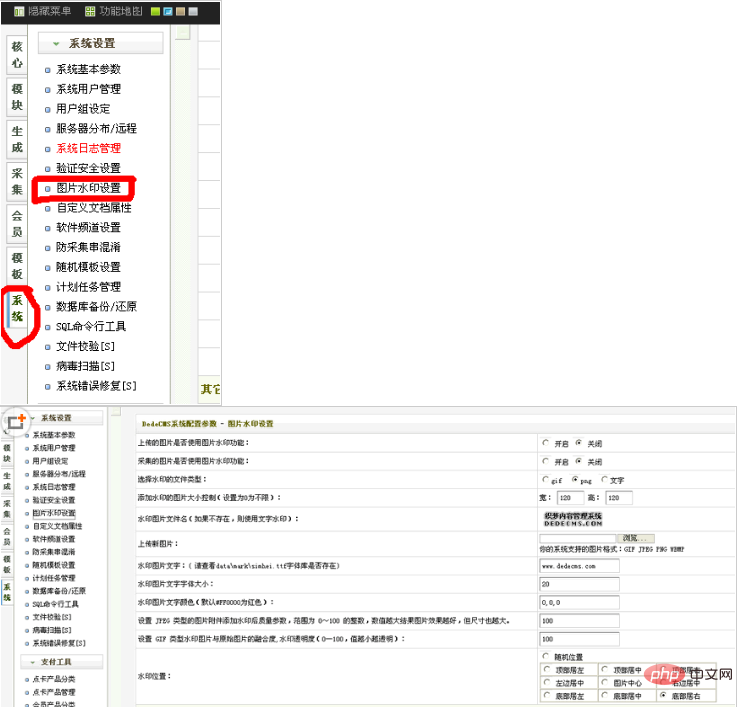 隐藏菜单 功能地图
核心
模块
生成
采集
会员
模板
系统
系统设置
系统基本参数
系统用户管理
用户组设定
服务器分布/远程
系统日志管理
验证安全设置
图片水印设置
自定义文档属性
软件频道设置
防采集串混淆
随机模板设置
计划任务管理
数据库备份/还原
SQL命令行工具
文件校验[S]
病毒扫描[S]
系统错误修复[S]
其它
模块
生成
采集
会员
模板
系统
系统设置
系统基本参数
系统用户管理
用户组设定
服务器分布/远程
系统日志管理
验证安全设置
图片水印设置
自定义文档属性
软件频道设置
防采集串混淆
随机模板设置
计划任务管理
数据库备份/还原
SQL命令行工具
文件校验[S]
病毒扫描[S]
系统错误修复[S]
支付工具
点卡产品分类
点卡产品管理
会员产品分类
DedeCMS系统配置参数 - 图片水印设置
上传的图片是否使用图片水印功能： 开启 关闭
采集的图片是否使用图片水印功能： 开启 关闭
选择水印的文件类型： gif png 文字
添加水印的图片大小控制（设置为0为不限）： 宽：120 高：120
水印图片文件名（如果不存在，则使用文字水印）： 织梦内容管理系统
DEDECMS.COM
上传新图片： 浏览...
你的系统支持的图片格式：GIF JPEG PNG WBMP
水印图片文字：（请查看data\mark\simhei.ttf字体库是否存在） www.dedecms.com
水印图片文字字体大小： 20
水印图片文字颜色（默认#FF0000为红色）： 0,0,0
设置 JPEG 类型的图片附件添加水印后质量参数，范围为 0～100 的整数，数值越大结果图片效果越好，但尺寸也越大。 100
设置 GIF 类型水印图片与原始图片的融合度,水印透明度（0—100，值越小越透明）： 100
水印位置： 随机位置
顶部居左 顶部居中 顶部居右
左边居中 图片中心 右边居中
底部居左 底部居中 底部居右
php 中文网